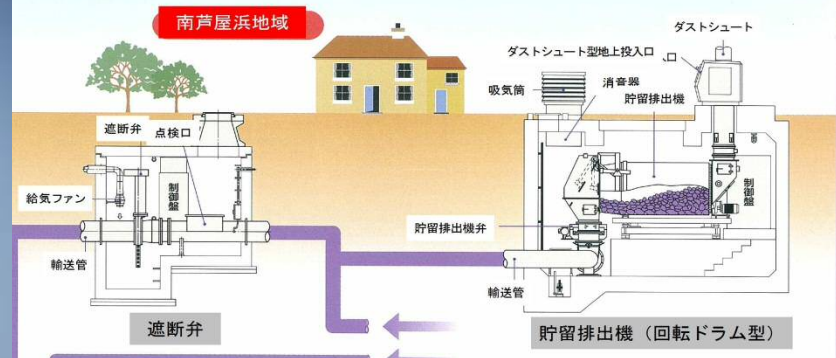 南芦屋浜地域
ダストシュート
ダストシュート型地上投入口
入口
吸気筒
消音器
貯留排出機
遮断弁
点検口
制御盤
給気ファン
制御盤
貯留排出機弁
輸送管
輸送管
遮断弁
貯留排出機（回転ドラム型）